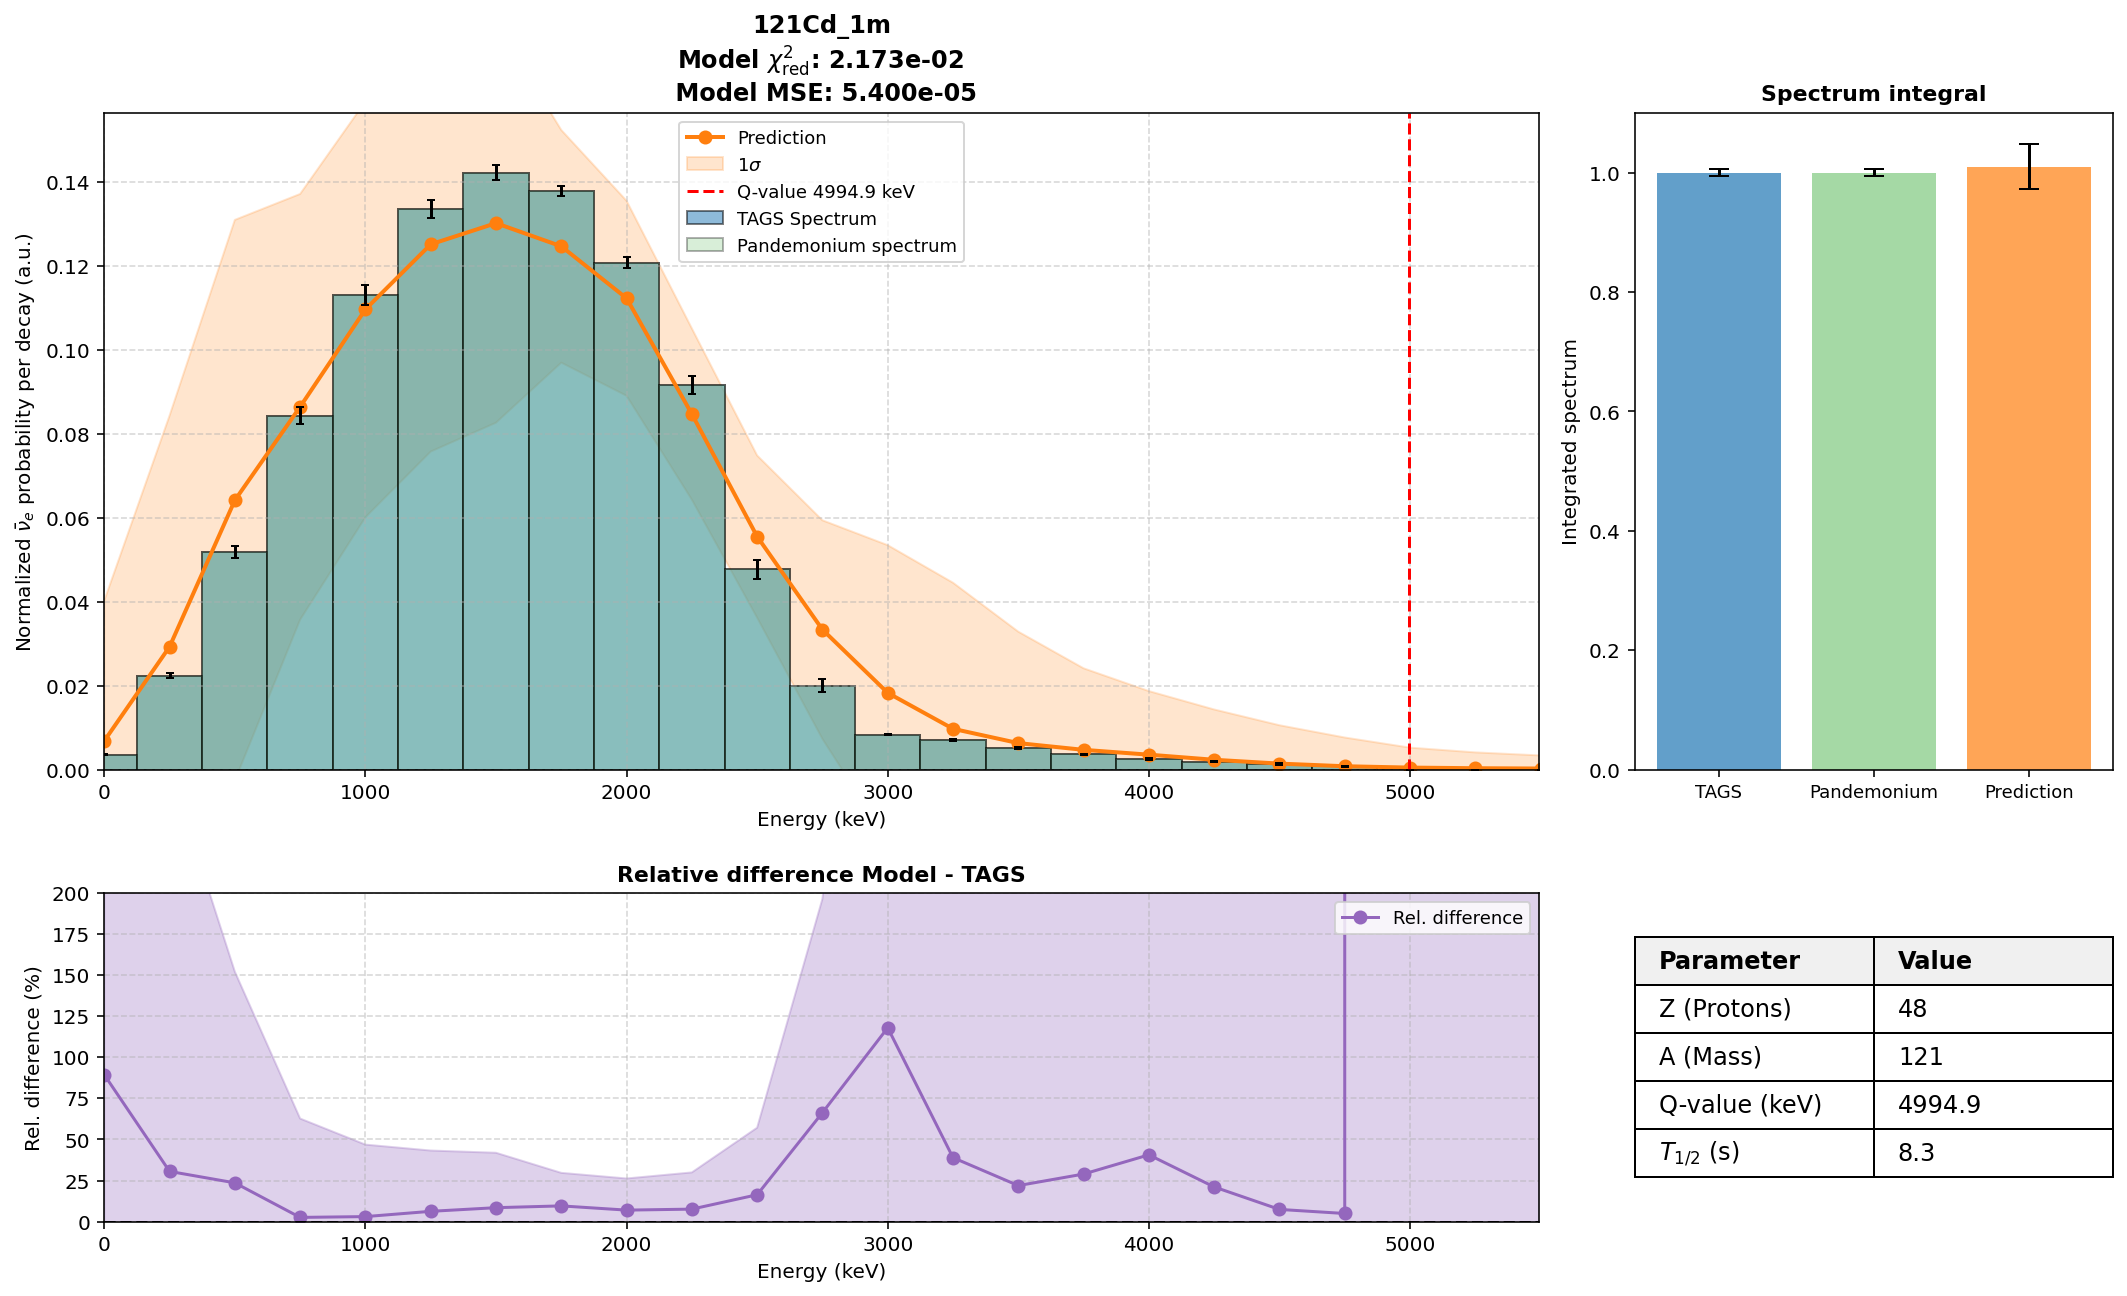 121Cd_1m
Model χ²red: 2.173e-02
Model MSE: 5.400e-05
Normalized ν̄e probability per decay (a.u.)
0.14
0.12
0.10
0.08
0.06
0.04
0.02
0.00
Prediction
1σ
Q-value 4994.9 keV
TAGS Spectrum
Pandemonium spectrum
0 1000 2000 3000 4000 5000
Energy (keV)
Spectrum integral
Integrated spectrum
1.0
0.8
0.6
0.4
0.2
0.0
TAGS Pandemonium Prediction
Relative difference Model - TAGS
Rel. difference (%)
200
175
150
125
100
75
50
25
0
Rel. difference
0 1000 2000 3000 4000 5000
Energy (keV)
Parameter Value
Z (Protons) 48
A (Mass) 121
Q-value (keV) 4994.9
T1/2 (s) 8.3